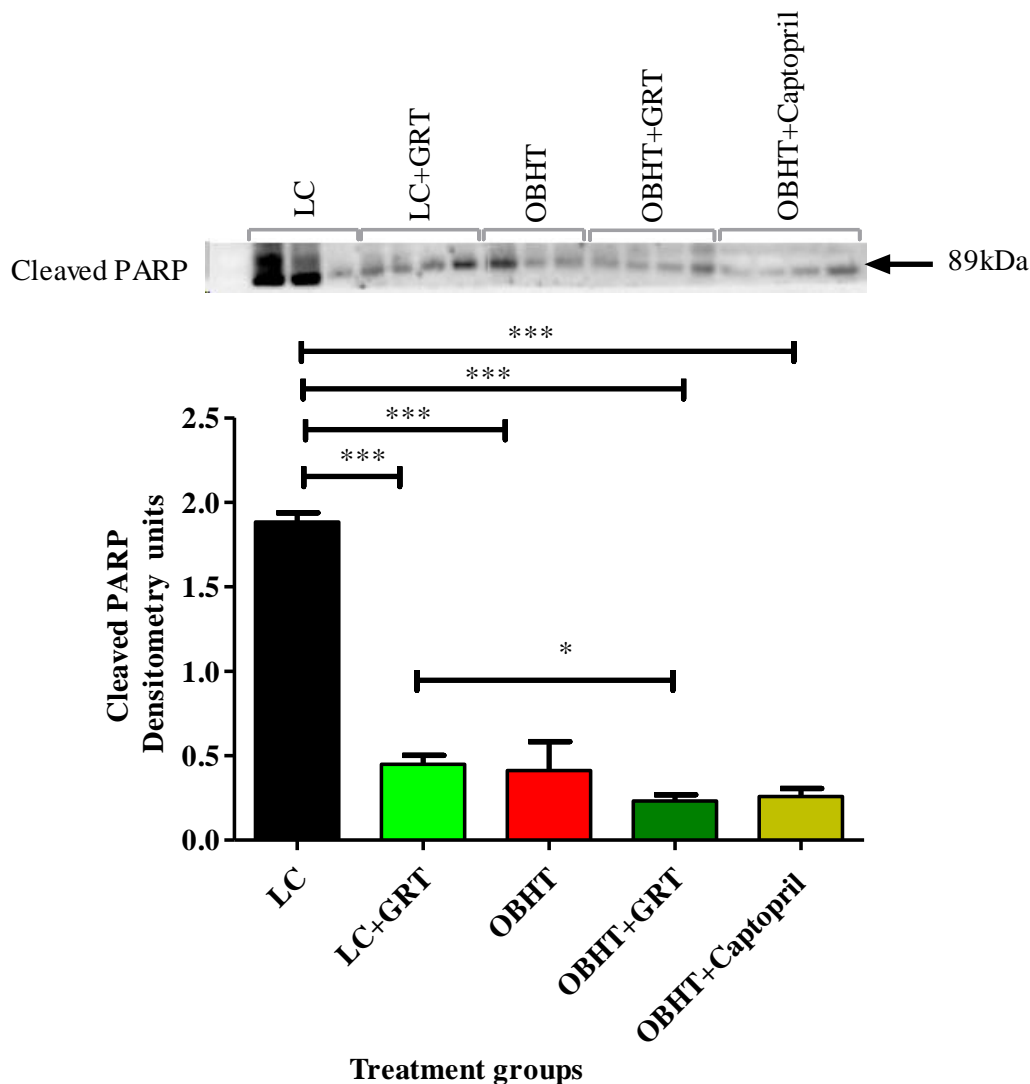 LC
LC+GRT
OBHT
OBHT+GRT
OBHT+Captopril
Cleaved PARP
89kDa
***
***
***
***
*
Cleaved PARP
Densitometry units
2.5
2.0
1.5
1.0
0.5
0.0
LC
LC+GRT
OBHT
OBHT+GRT
OBHT+Captopril
Treatment groups